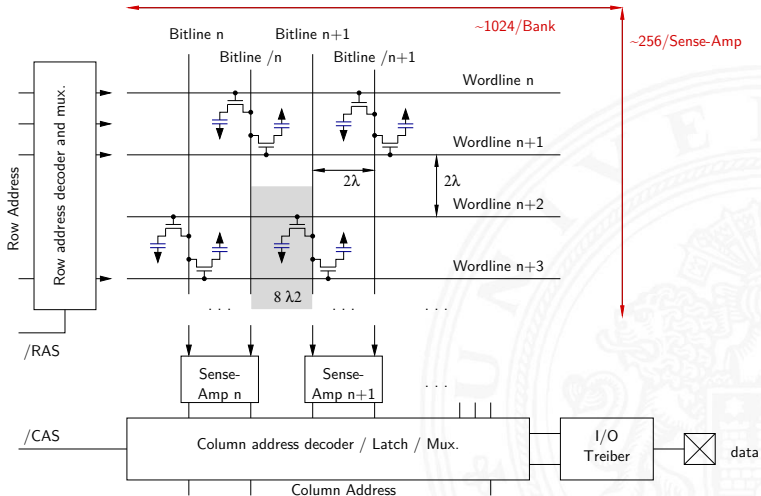 ~1024/Bank
Bitline n
Bitline n+1
~256/Sense-Amp
Bitline /n
Bitline /n+1
Wordline n
Wordline n+1
2λ
2λ
Wordline n+2
Wordline n+3
8 λ2
. . .
. . .
. . .
Row Address
Row address decoder and mux.
/RAS
Sense-
Amp n
Sense-
Amp n+1
. . .
/CAS
Column address decoder / Latch / Mux.
I/O
Treiber
data
Column Address
UNIVER